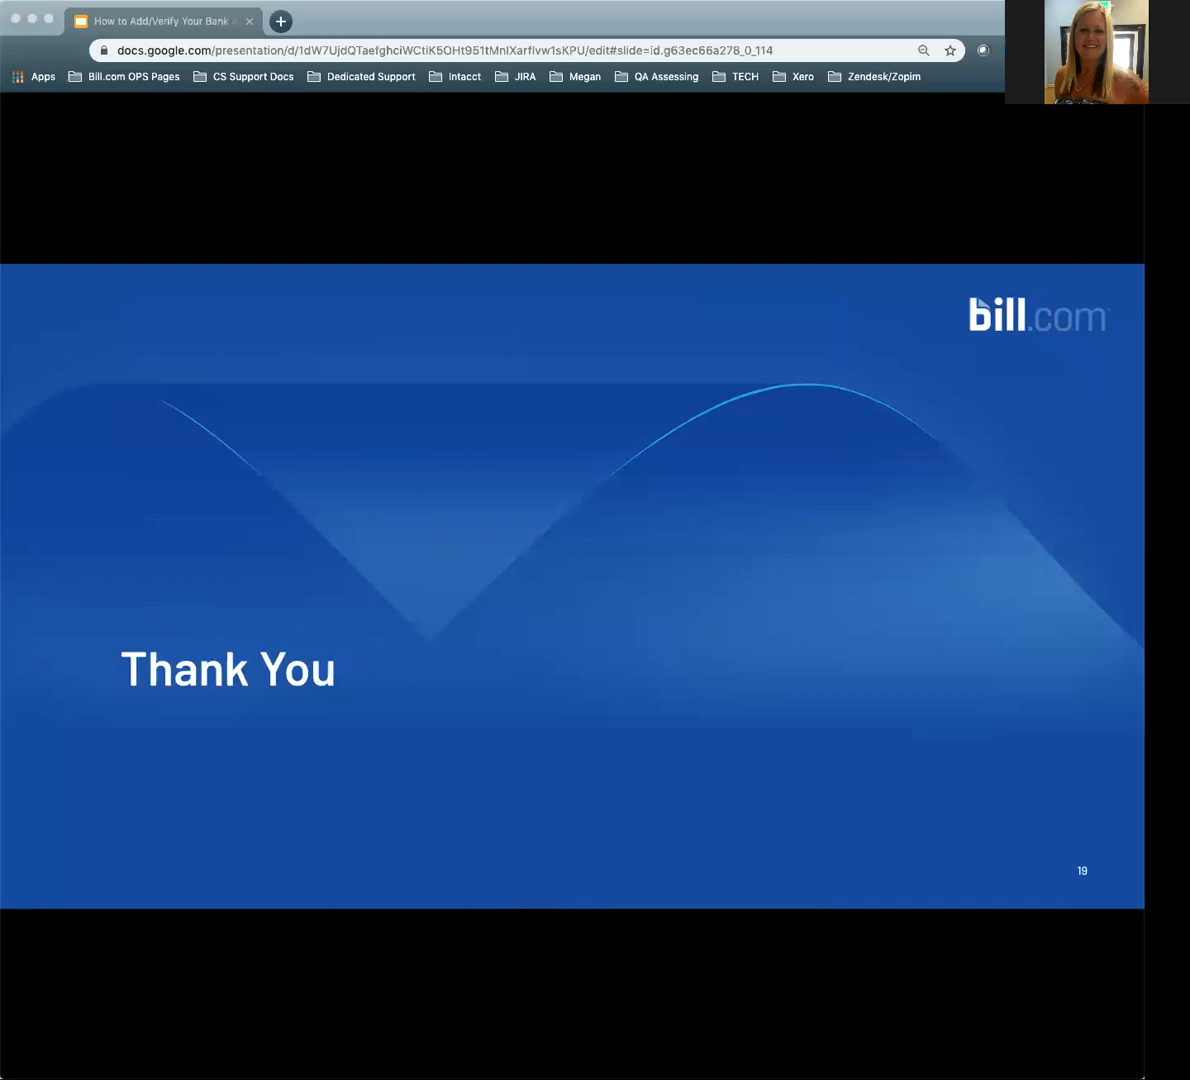 How to Add/Verify Your Bank
docs.google.com/presentation/d/1dW7UjdQTaefghciWCtiK5OHt951tMnIXarflvw1sKPU/edit#slide=id.g63ec66a278_0_114
Apps Bill.com OPS Pages CS Support Docs Dedicated Support Intacct JIRA Megan QA Assessing TECH Xero Zendesk/Zopim
bill.com
Thank You
19